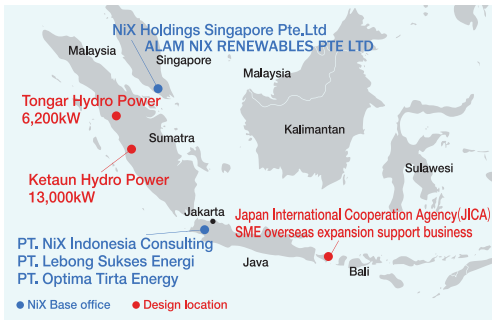 NiX Holdings Singapore Pte.Ltd
ALAM NIX RENEWABLES PTE LTD
Malaysia
Singapore
Malaysia
Tongar Hydro Power
6,200kW
Sumatra
Kalimantan
Ketaun Hydro Power
13,000kW
Sulawesi
Jakarta
Japan International Cooperation Agency(JICA)
SME overseas expansion support business
PT. NiX Indonesia Consulting
PT. Lebong Sukses Energi
PT. Optima Tirta Energy
Java
Bali
NiX Base office
Design location